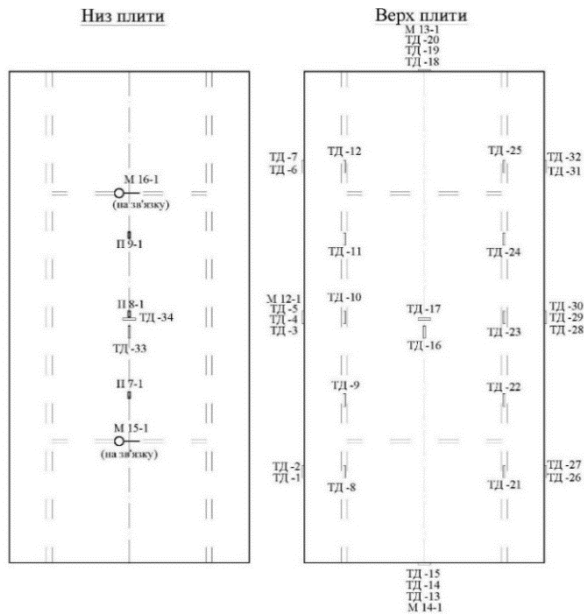 Низ плити
М 16-1
(на зв'язку)
П 9-1
П 8-1
ТД -34
ТД -33
П 7-1
М 15-1
(на зв'язку)
Верх плити
М 13-1
ТД -20
ТД -19
ТД -18
ТД -7
ТД -6
ТД -12
ТД -25
ТД -32
ТД -31
ТД -11
ТД -24
М 12-1
ТД -5
ТД -4
ТД -3
ТД -10
ТД -17
ТД -16
ТД -23
ТД -30
ТД -29
ТД -28
ТД -9
ТД -22
ТД -2
ТД -1
ТД -8
ТД -21
ТД -27
ТД -26
ТД -15
ТД -14
ТД -13
М 14-1